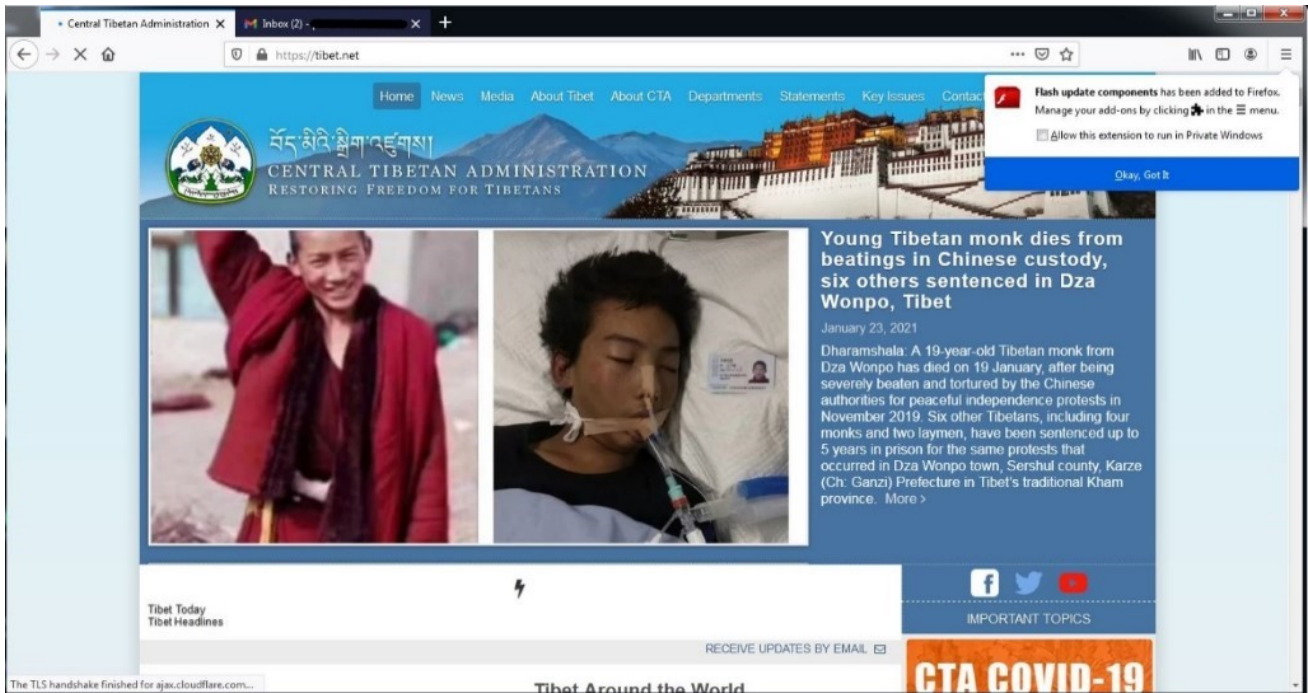 Central Tibetan Administration
Inbox (2) -
https://tibet.net
Flash update components has been added to Firefox.
Manage your add-ons by clicking in the ☰ menu.
Allow this extension to run in Private Windows
Okay, Got It
Home News Media About Tibet About CTA Departments Statements Key Issues Contac
བོད་མིའི་སྒྲིག་འཛུགས།
CENTRAL TIBETAN ADMINISTRATION
RESTORING FREEDOM FOR TIBETANS
Young Tibetan monk dies from
beatings in Chinese custody,
six others sentenced in Dza
Wonpo, Tibet
January 23, 2021
Dharamshala: A 19-year-old Tibetan monk from
Dza Wonpo has died on 19 January, after being
severely beaten and tortured by the Chinese
authorities for peaceful independence protests in
November 2019. Six other Tibetans, including four
monks and two laymen, have been sentenced up to
5 years in prison for the same protests that
occurred in Dza Wonpo town, Sershul county, Karze
(Ch: Ganzi) Prefecture in Tibet's traditional Kham
province. More >
Tibet Today
Tibet Headlines
IMPORTANT TOPICS
RECEIVE UPDATES BY EMAIL
CTA COVID-19
Tibet Around the World
The TLS handshake finished for ajax.cloudflare.com...